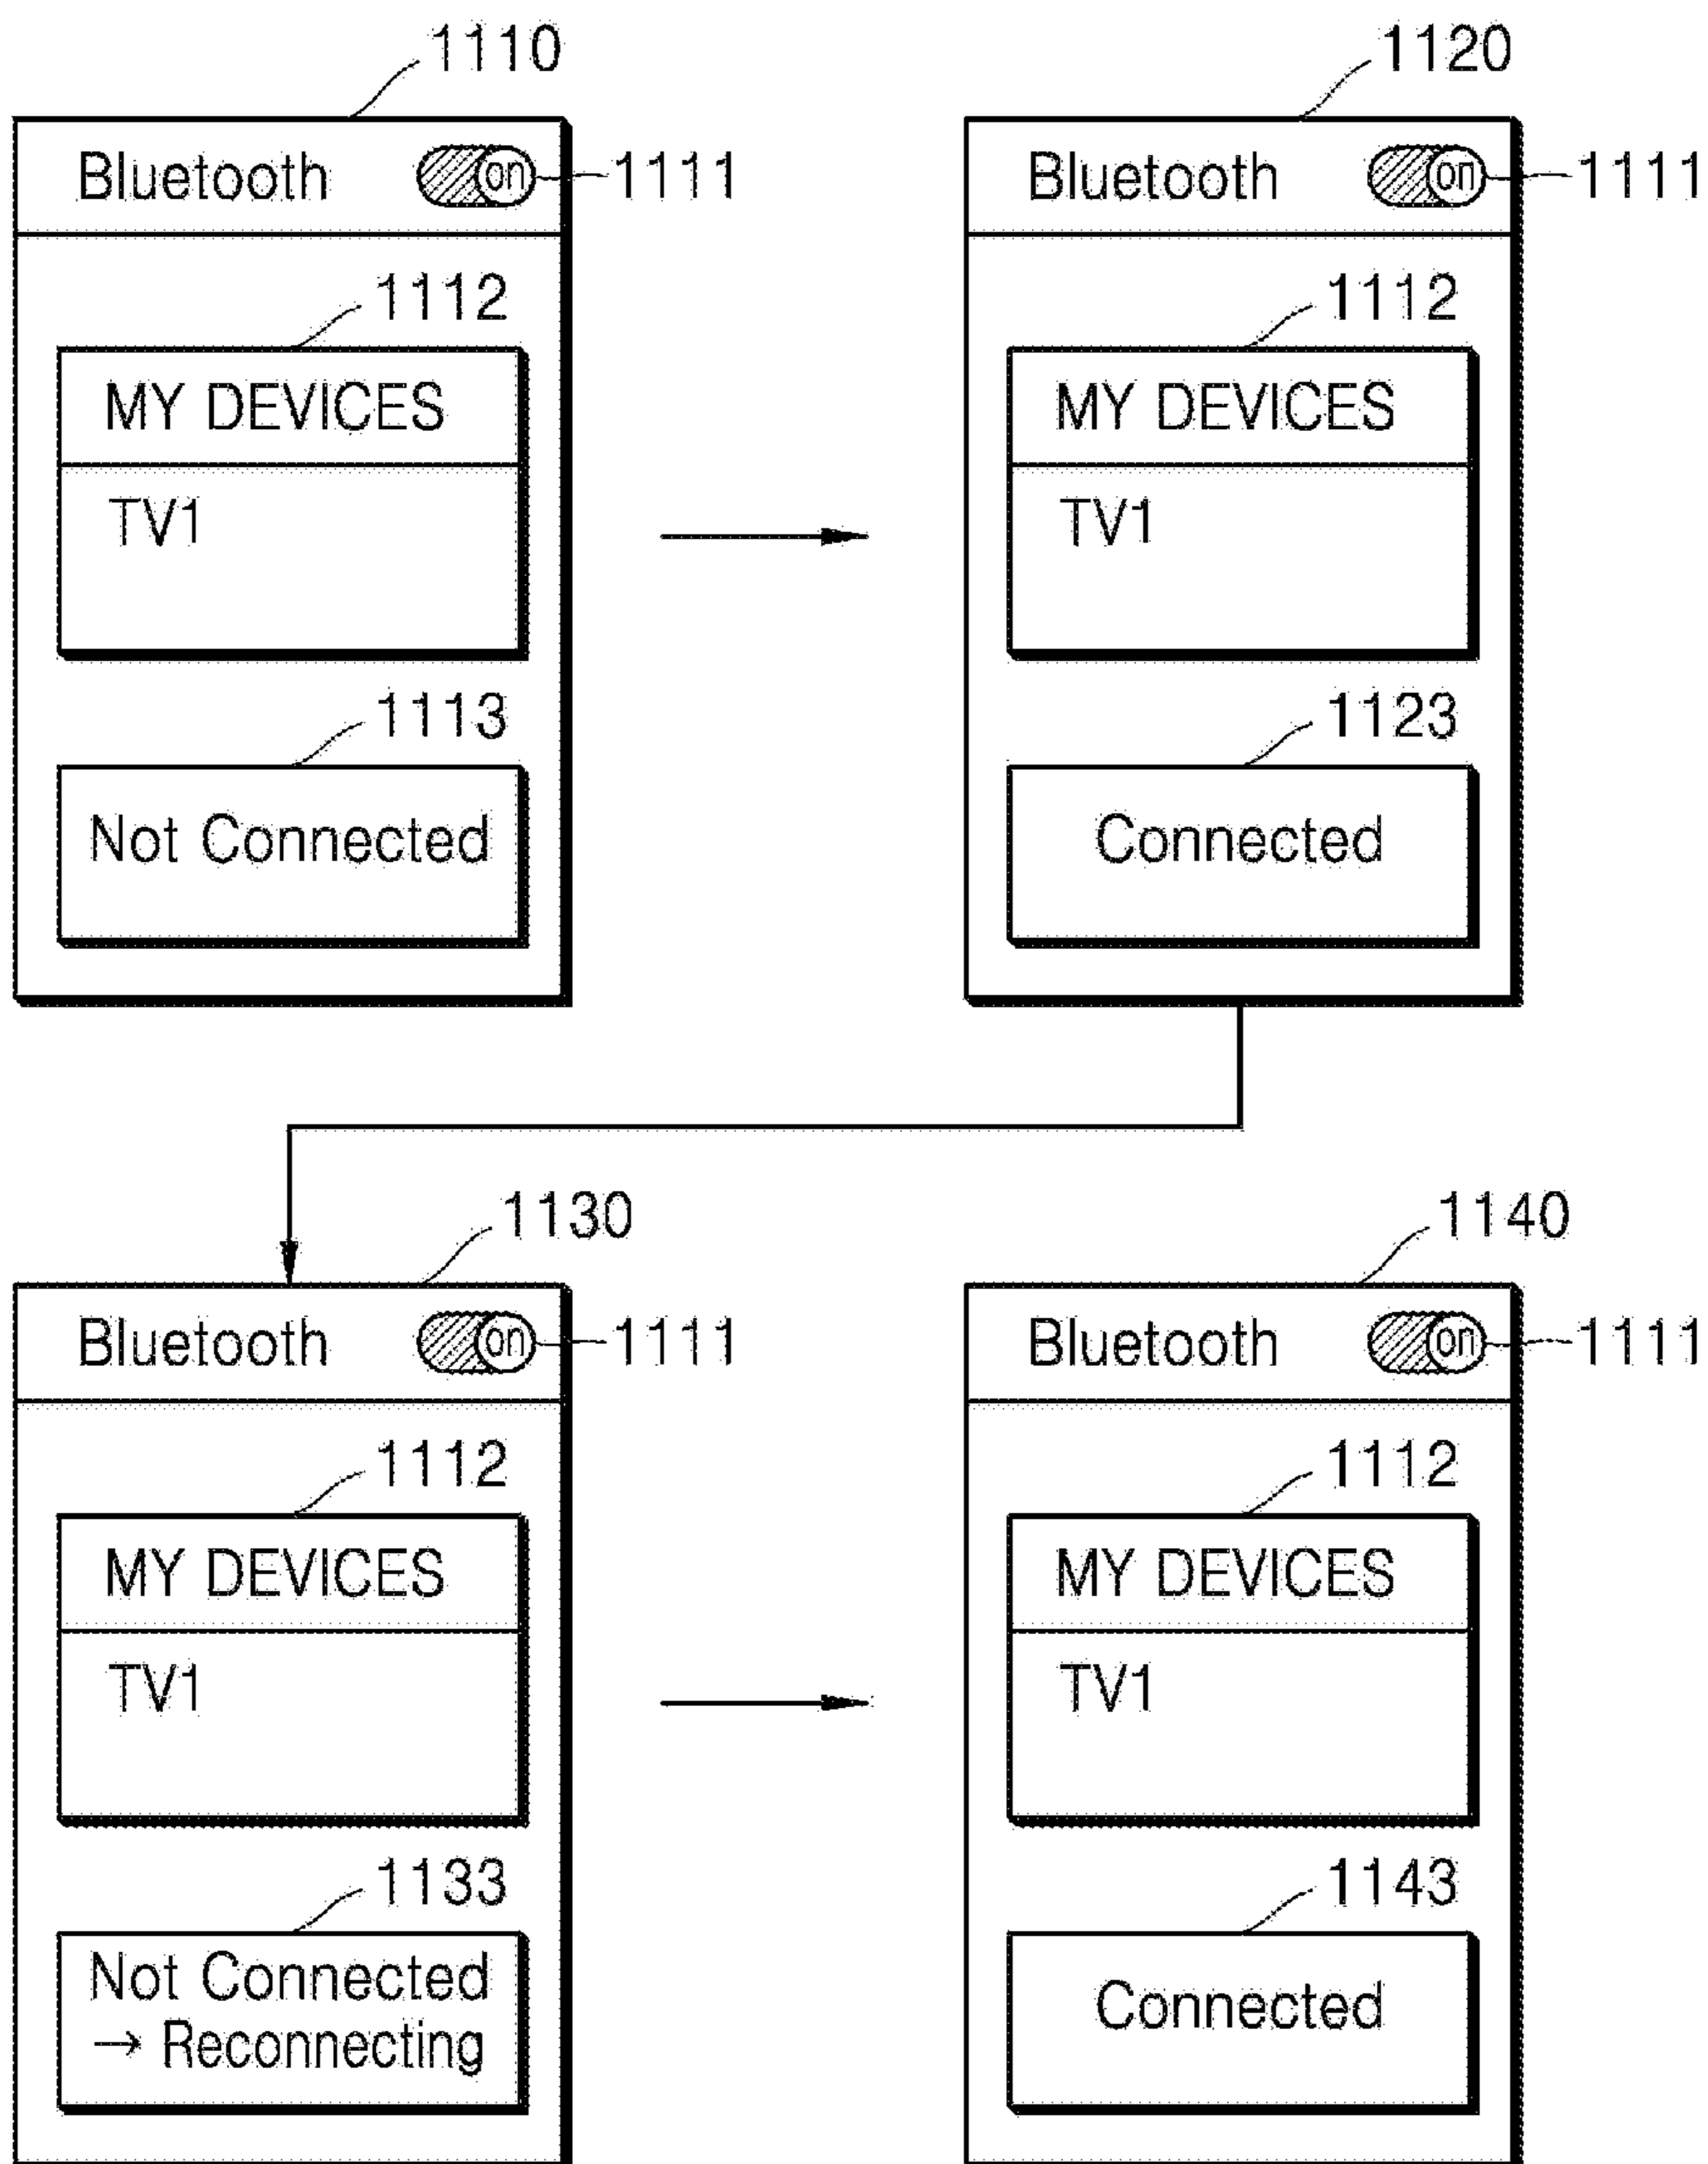 1110
Bluetooth on 1111
1112
MY DEVICES
TV1
1113
Not Connected
1120
Bluetooth on 1111
1112
MY DEVICES
TV1
1123
Connected
1130
Bluetooth on 1111
1112
MY DEVICES
TV1
1133
Not Connected
→ Reconnecting
1140
Bluetooth on 1111
1112
MY DEVICES
TV1
1143
Connected